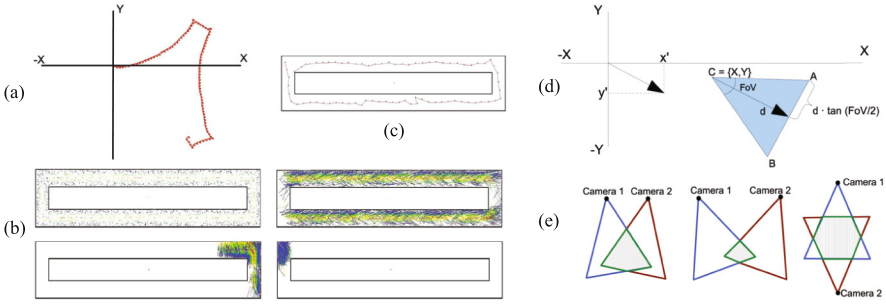 Y
-X
X
(a)
(c)
(b)
Y
-X
x'
X
C = {X,Y}
A
FoV
(d)
y'
d
d · tan (FoV/2)
-Y
B
Camera 1 Camera 2
Camera 1
Camera 2
Camera 1
(e)
Camera 2